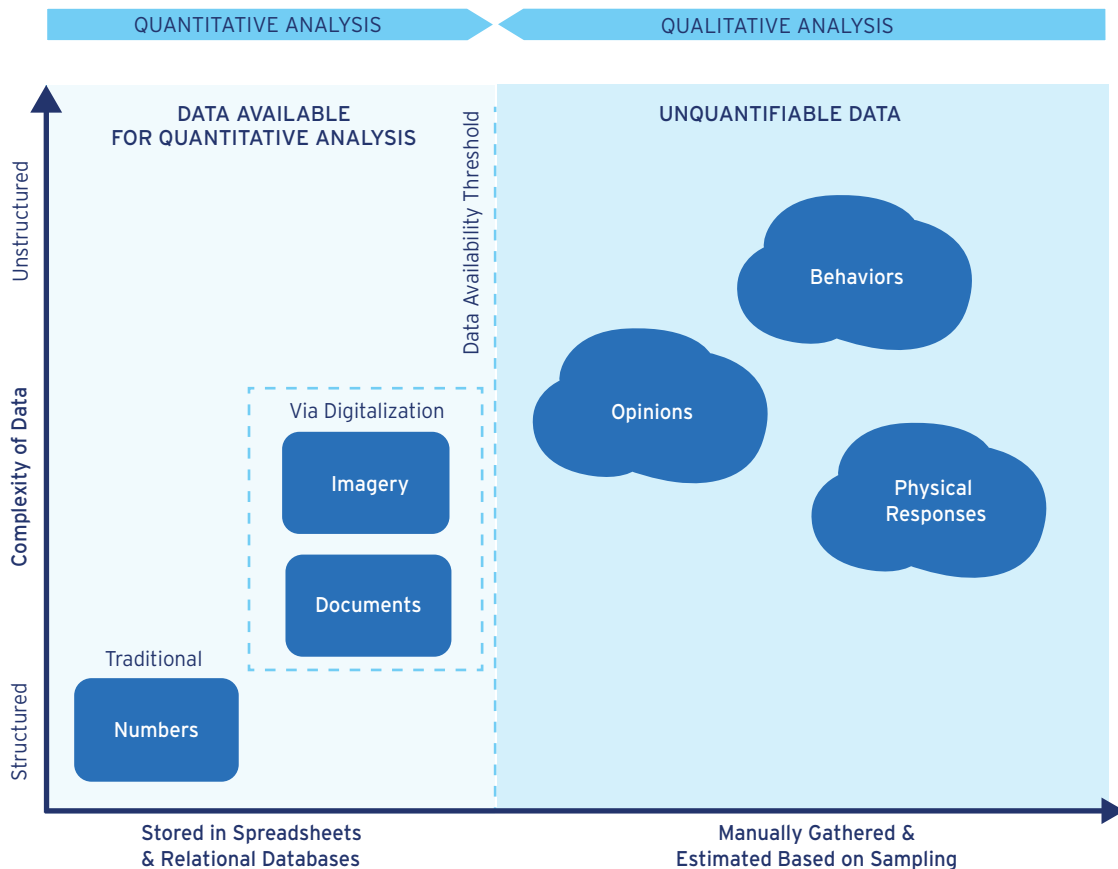 QUANTITATIVE ANALYSIS
QUALITATIVE ANALYSIS
DATA AVAILABLE
FOR QUANTITATIVE ANALYSIS
UNQUANTIFIABLE DATA
Data Availability Threshold
Unstructured
Complexity of Data
Structured
Behaviors
Opinions
Via Digitalization
Imagery
Physical
Responses
Documents
Traditional
Numbers
Stored in Spreadsheets
& Relational Databases
Manually Gathered &
Estimated Based on Sampling